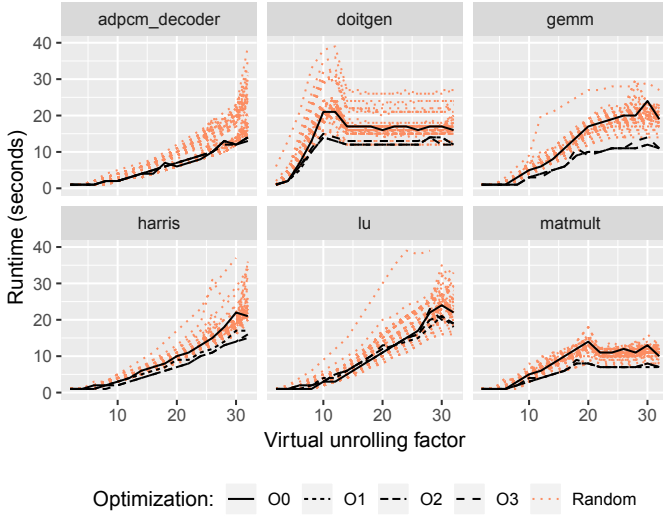 adpcm_decoder doitgen gemm
40
30
20
10
0
harris lu matmult
40
30
20
10
0
10 20 30 10 20 30 10 20 30
Runtime (seconds)
Virtual unrolling factor
Optimization: O0 O1 O2 O3 Random